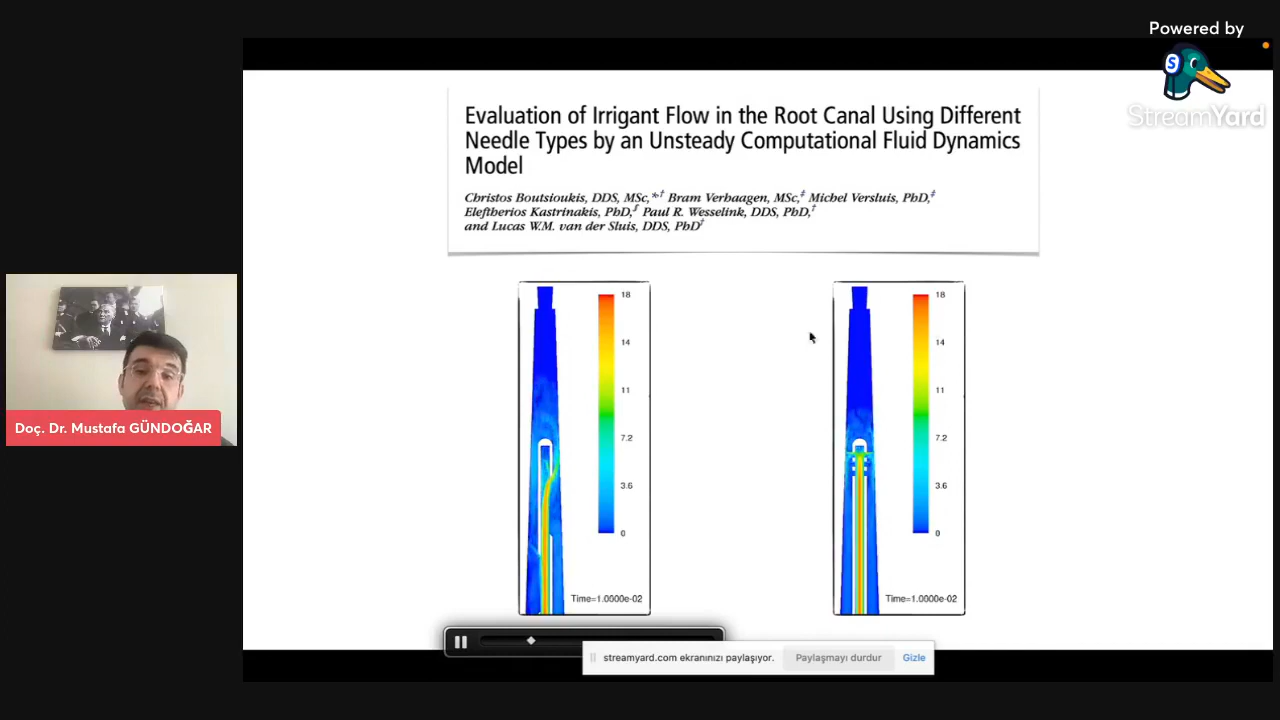 Powered by
S
StreamYard
Evaluation of Irrigant Flow in the Root Canal Using Different
Needle Types by an Unsteady Computational Fluid Dynamics
Model
Christos Boutsioukis, DDS, MSc,*† Bram Verhaagen, MSc,‡ Michel Versluis, PhD,‡
Eleftherios Kastrinakis, PhD,§ Paul R. Wesselink, DDS, PhD,†
and Lucas W.M. van der Sluis, DDS, PhD†
18
14
11
7.2
3.6
0
Time=1.0000e-02
18
14
11
7.2
3.6
0
Time=1.0000e-02
Doç. Dr. Mustafa GÜNDOĞAR
streamyard.com ekranınızı paylaşıyor.
Paylaşmayı durdur
Gizle